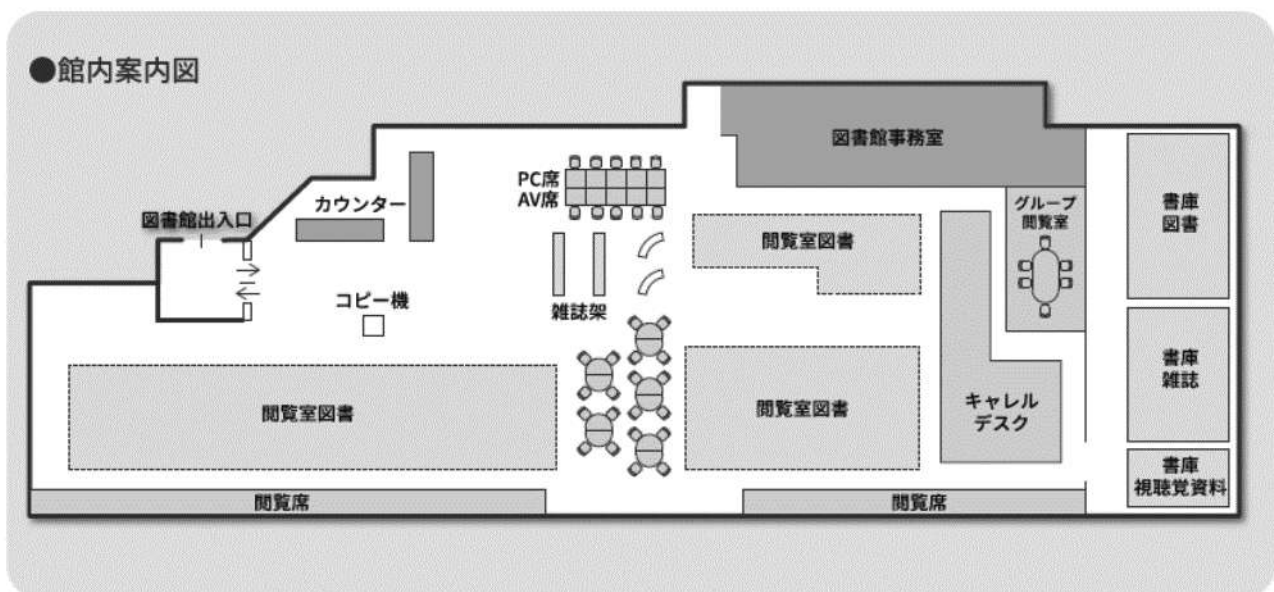 ●館内案内図
図書館事務室
PC席
AV席
カウンター
図書館出入口
グループ
閲覧室
書庫
図書
閲覧室図書
コピー機
雑誌架
書庫
雑誌
閲覧室図書
閲覧室図書
キャレル
デスク
書庫
視聴覚資料
閲覧席
閲覧席